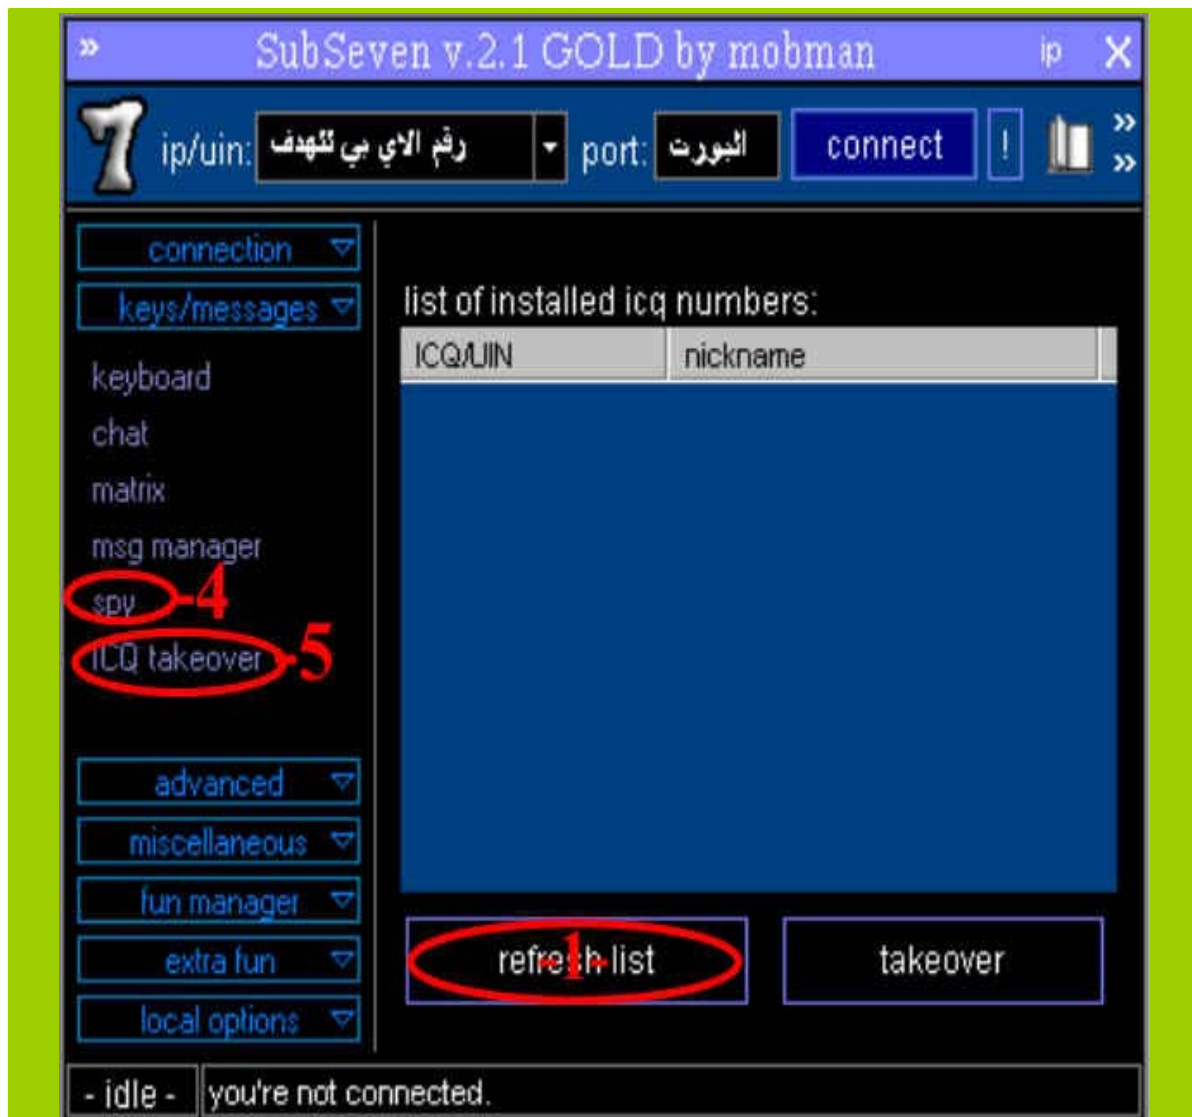 » SubSeven v.2.1 GOLD by mobman ip X
7 ip/uin: رقم الاي بي تتهدف port: البورت connect ! »
»
connection
keys/messages
list of installed icq numbers:
ICQ/UIN nickname
keyboard
chat
matrix
msg manager
spy -4
ICQ takeover -5
advanced
miscellaneous
fun manager
extra fun
local options
refresh list -1- takeover
- idle - you're not connected.